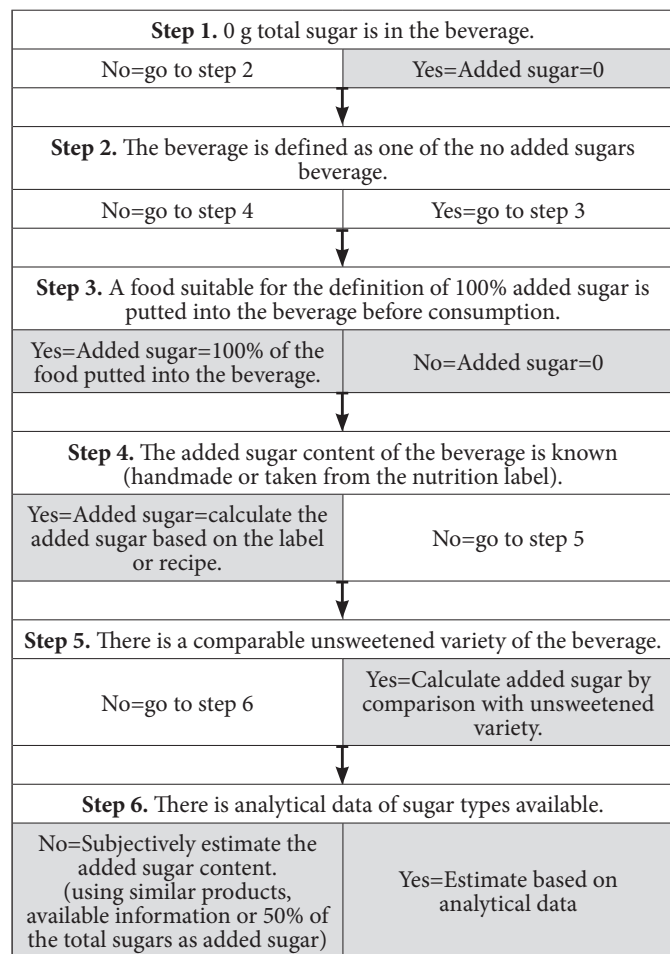 Step 1. 0 g total sugar is in the beverage.
No=go to step 2
Yes=Added sugar=0
Step 2. The beverage is defined as one of the no added sugars
beverage.
No=go to step 4
Yes=go to step 3
Step 3. A food suitable for the definition of 100% added sugar is
putted into the beverage before consumption.
Yes=Added sugar=100% of the
food putted into the beverage.
No=Added sugar=0
Step 4. The added sugar content of the beverage is known
(handmade or taken from the nutrition label).
Yes=Added sugar=calculate the
added sugar based on the label
or recipe.
No=go to step 5
Step 5. There is a comparable unsweetened variety of the beverage.
No=go to step 6
Yes=Calculate added sugar by
comparison with unsweetened
variety.
Step 6. There is analytical data of sugar types available.
No=Subjectively estimate the
added sugar content.
(using similar products,
available information or 50% of
the total sugars as added sugar)
Yes=Estimate based on
analytical data